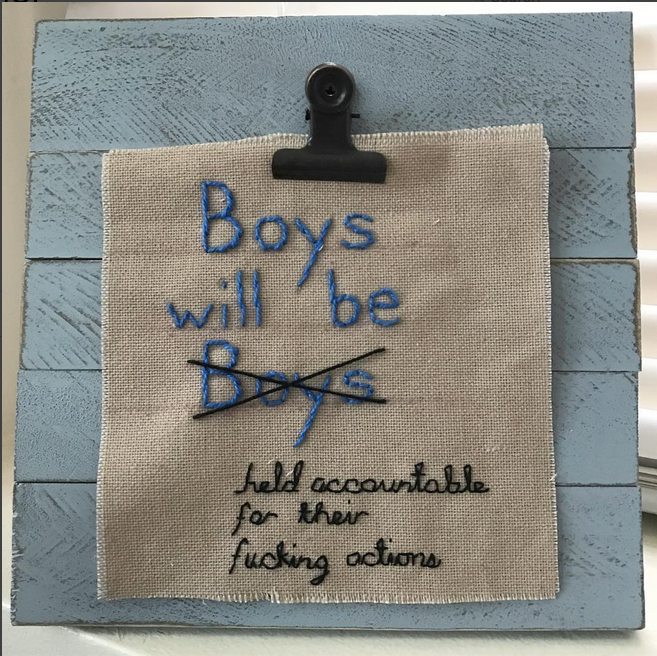 Boys
will be
Boys
held accountable
for their
fucking actions